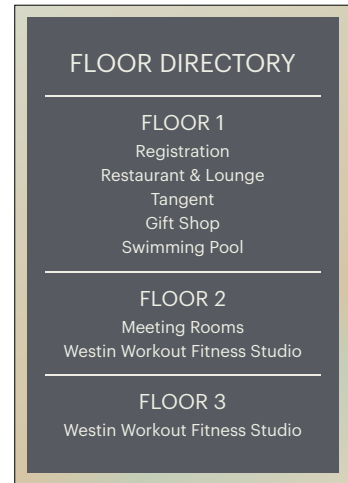 FLOOR DIRECTORY
FLOOR 1
Registration
Restaurant & Lounge
Tangent
Gift Shop
Swimming Pool
FLOOR 2
Meeting Rooms
Westin Workout Fitness Studio
FLOOR 3
Westin Workout Fitness Studio